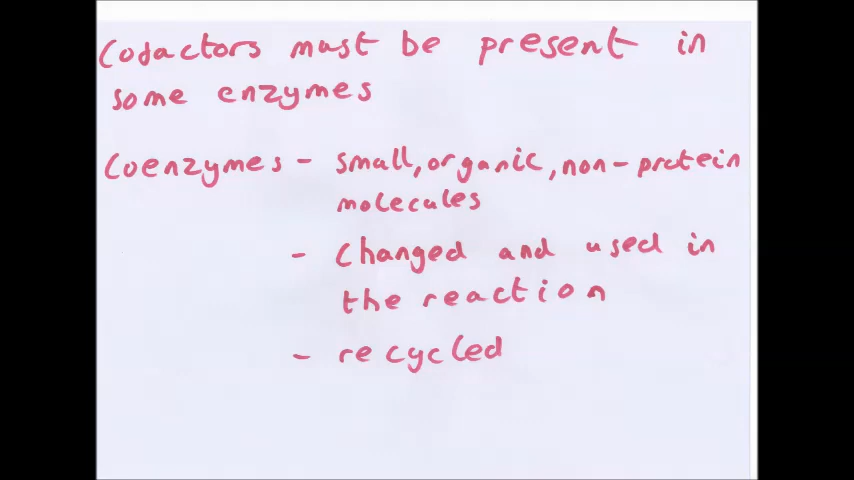 Cofactors must be present in
some enzymes
Coenzymes - small, organic, non-protein
molecules
- Changed and used in
the reaction
- recycled